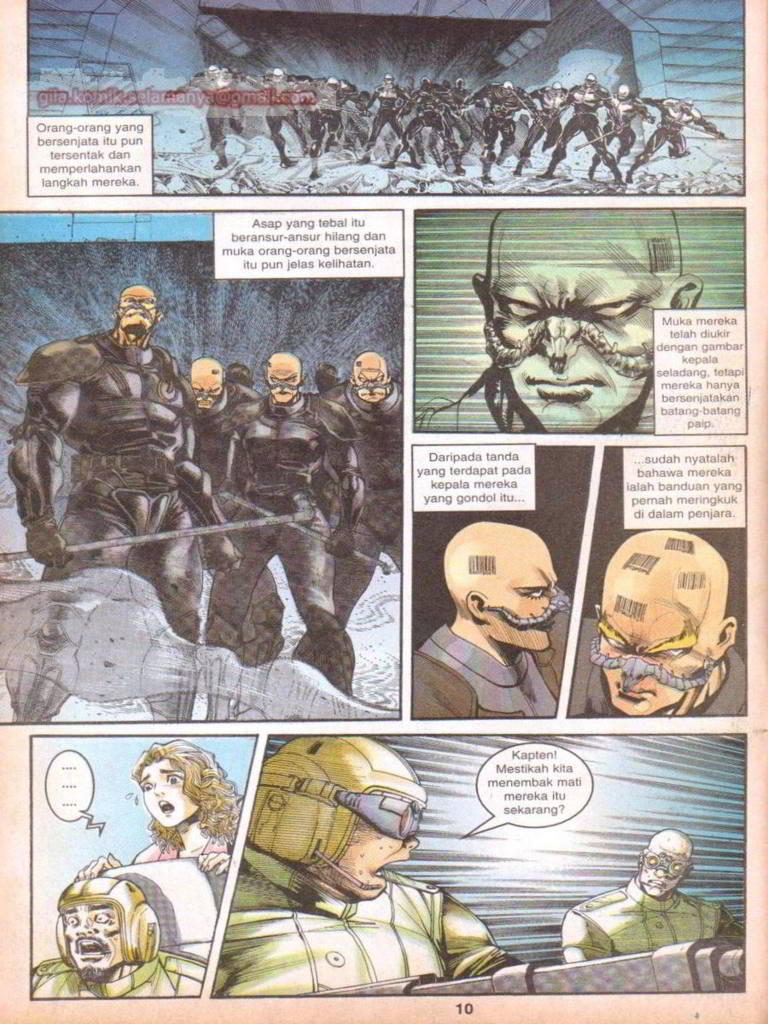 gila.komik.selamanya@gmail.com
Orang-orang yang
bersenjata itu pun
tersentak dan
memperlahankan
langkah mereka.
Asap yang tebal itu
beransur-ansur hilang dan
muka orang-orang bersenjata
itu pun jelas kelihatan.
Muka mereka
telah diukir
dengan gambar
kepala
seladang, tetapi
mereka hanya
bersenjatakan
batang-batang
paip.
Daripada tanda
yang terdapat pada
kepala mereka
yang gondol itu...
...sudah nyatalah
bahawa mereka
ialah banduan yang
pernah meringkuk
di dalam penjara.
....
....
....
Kapten!
Mestikah kita
menembak mati
mereka itu
sekarang?
10